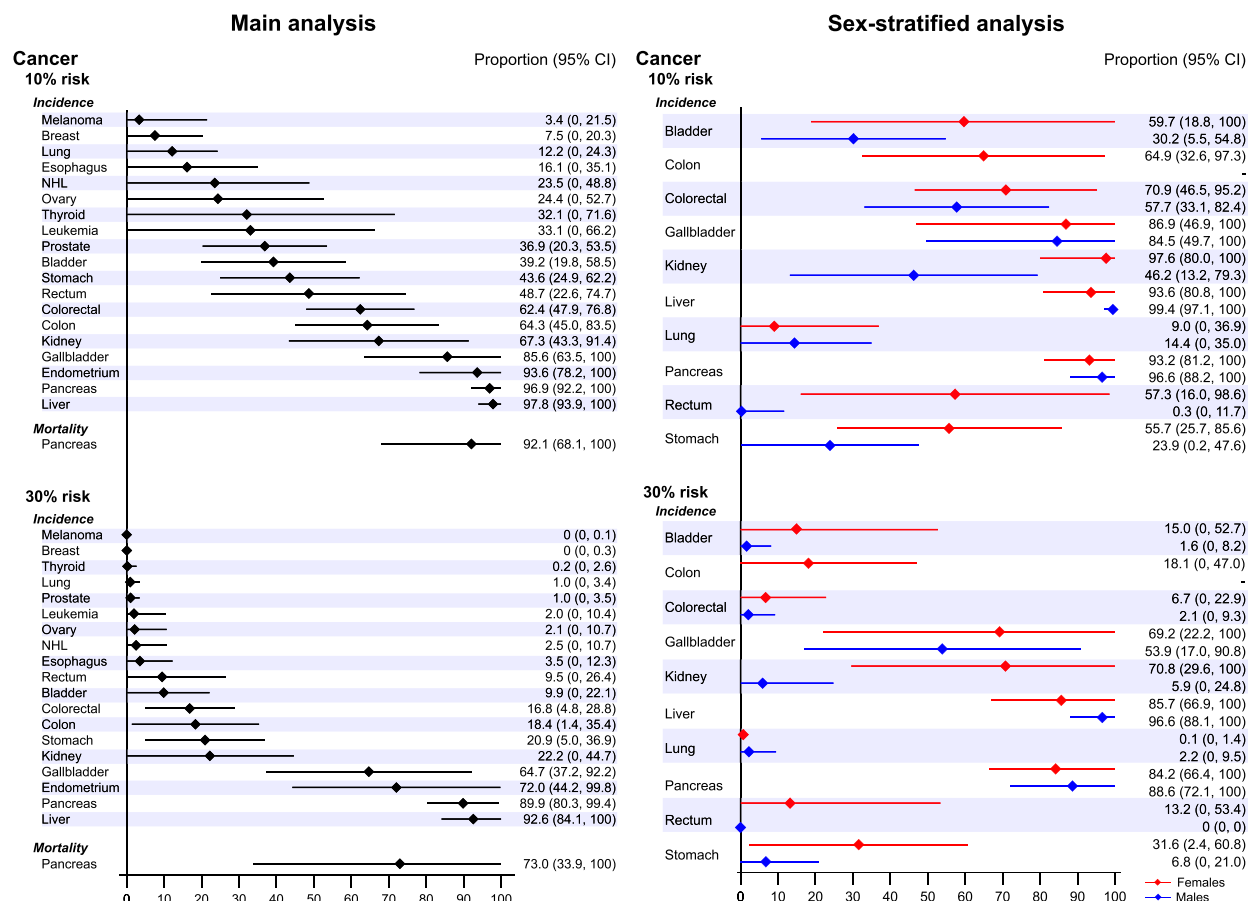 Main analysis
Cancer Proportion (95% CI)
10% risk
Incidence
Melanoma 3.4 (0, 21.5)
Breast 7.5 (0, 20.3)
Lung 12.2 (0, 24.3)
Esophagus 16.1 (0, 35.1)
NHL 23.5 (0, 48.8)
Ovary 24.4 (0, 52.7)
Thyroid 32.1 (0, 71.6)
Leukemia 33.1 (0, 66.2)
Prostate 36.9 (20.3, 53.5)
Bladder 39.2 (19.8, 58.5)
Stomach 43.6 (24.9, 62.2)
Rectum 48.7 (22.6, 74.7)
Colorectal 62.4 (47.9, 76.8)
Colon 64.3 (45.0, 83.5)
Kidney 67.3 (43.3, 91.4)
Gallbladder 85.6 (63.5, 100)
Endometrium 93.6 (78.2, 100)
Pancreas 96.9 (92.2, 100)
Liver 97.8 (93.9, 100)
Mortality
Pancreas 92.1 (68.1, 100)
30% risk
Incidence
Melanoma 0 (0, 0.1)
Breast 0 (0, 0.3)
Thyroid 0.2 (0, 2.6)
Lung 1.0 (0, 3.4)
Prostate 1.0 (0, 3.5)
Leukemia 2.0 (0, 10.4)
Ovary 2.1 (0, 10.7)
NHL 2.5 (0, 10.7)
Esophagus 3.5 (0, 12.3)
Rectum 9.5 (0, 26.4)
Bladder 9.9 (0, 22.1)
Colorectal 16.8 (4.8, 28.8)
Colon 18.4 (1.4, 35.4)
Stomach 20.9 (5.0, 36.9)
Kidney 22.2 (0, 44.7)
Gallbladder 64.7 (37.2, 92.2)
Endometrium 72.0 (44.2, 99.8)
Pancreas 89.9 (80.3, 99.4)
Liver 92.6 (84.1, 100)
Mortality
Pancreas 73.0 (33.9, 100)
0 10 20 30 40 50 60 70 80 90 100
Sex-stratified analysis
Cancer Proportion (95% CI)
10% risk
Incidence
Bladder 59.7 (18.8, 100)
30.2 (5.5, 54.8)
Colon 64.9 (32.6, 97.3)
-
Colorectal 70.9 (46.5, 95.2)
57.7 (33.1, 82.4)
Gallbladder 86.9 (46.9, 100)
84.5 (49.7, 100)
Kidney 97.6 (80.0, 100)
46.2 (13.2, 79.3)
Liver 93.6 (80.8, 100)
99.4 (97.1, 100)
Lung 9.0 (0, 36.9)
14.4 (0, 35.0)
Pancreas 93.2 (81.2, 100)
96.6 (88.2, 100)
Rectum 57.3 (16.0, 98.6)
0.3 (0, 11.7)
Stomach 55.7 (25.7, 85.6)
23.9 (0.2, 47.6)
30% risk
Incidence
Bladder 15.0 (0, 52.7)
1.6 (0, 8.2)
Colon 18.1 (0, 47.0)
-
Colorectal 6.7 (0, 22.9)
2.1 (0, 9.3)
Gallbladder 69.2 (22.2, 100)
53.9 (17.0, 90.8)
Kidney 70.8 (29.6, 100)
5.9 (0, 24.8)
Liver 85.7 (66.9, 100)
96.6 (88.1, 100)
Lung 0.1 (0, 1.4)
2.2 (0, 9.5)
Pancreas 84.2 (66.4, 100)
88.6 (72.1, 100)
Rectum 13.2 (0, 53.4)
0 (0, 0)
Stomach 31.6 (2.4, 60.8)
6.8 (0, 21.0)
0 10 20 30 40 50 60 70 80 90 100
Females
Males